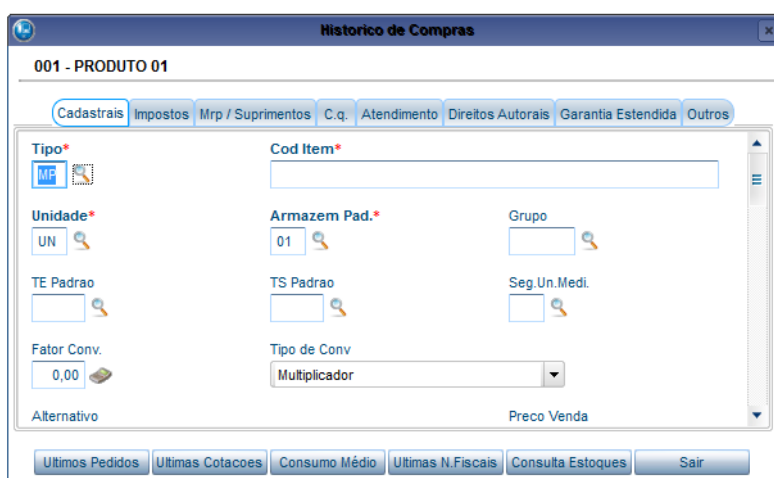 Historico de Compras
001 - PRODUTO 01
Cadastrais Impostos Mrp / Suprimentos C.q. Atendimento Direitos Autorais Garantia Estendida Outros
Tipo* Cod Item*
MP
Unidade* Armazem Pad.* Grupo
UN 01
TE Padrao TS Padrao Seg.Un.Medi.
Fator Conv. Tipo de Conv
0,00 Multiplicador
Alternativo Preco Venda
Ultimos Pedidos Ultimas Cotacoes Consumo Médio Ultimas N.Fiscais Consulta Estoques Sair